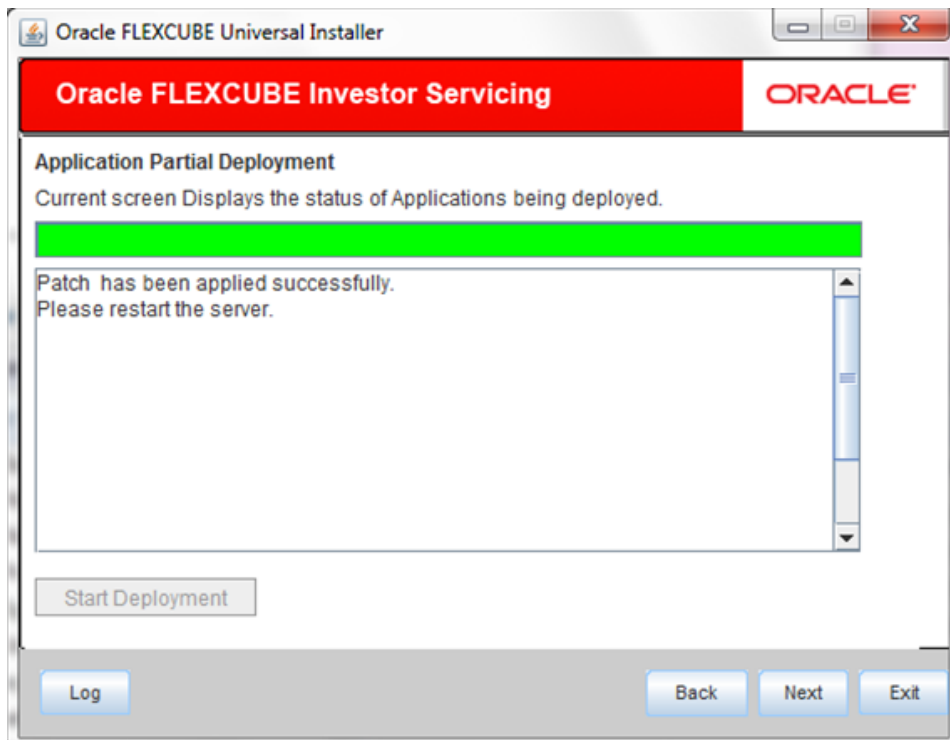 Oracle FLEXCUBE Universal Installer
Oracle FLEXCUBE Investor Servicing
ORACLE
Application Partial Deployment
Current screen Displays the status of Applications being deployed.
Patch  has been applied successfully.
Please restart the server.
Start Deployment
Log
Back
Next
Exit